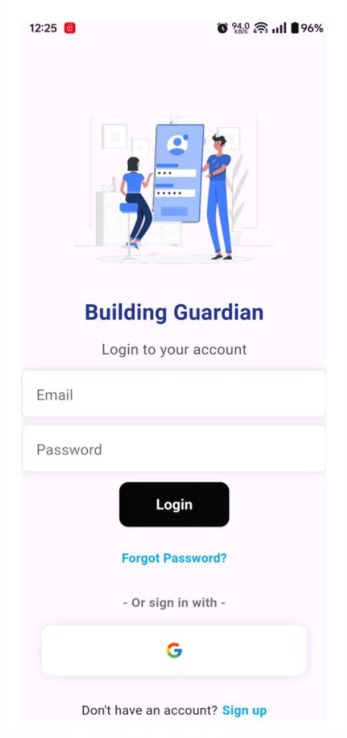 12:25 94.0 KB/S 96%
Building Guardian
Login to your account
Email
Password
Login
Forgot Password?
- Or sign in with -
G
Don't have an account? Sign up